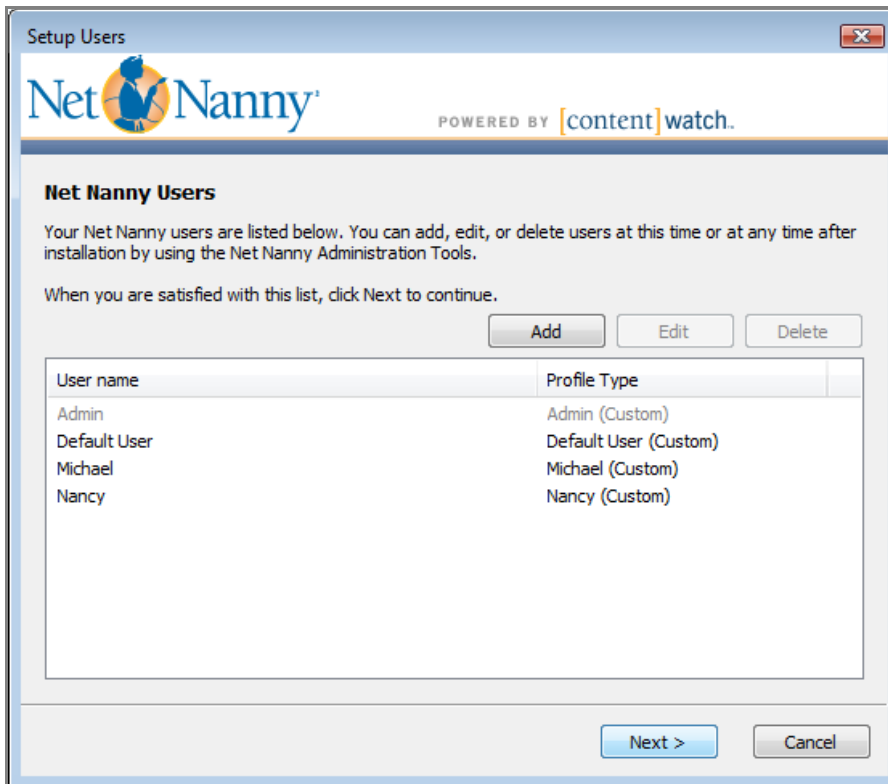 Setup Users
Net Nanny
POWERED BY [content]watch™
Net Nanny Users
Your Net Nanny users are listed below. You can add, edit, or delete users at this time or at any time after
installation by using the Net Nanny Administration Tools.
When you are satisfied with this list, click Next to continue.
Add Edit Delete
User name Profile Type
Admin Admin (Custom)
Default User Default User (Custom)
Michael Michael (Custom)
Nancy Nancy (Custom)
Next > Cancel